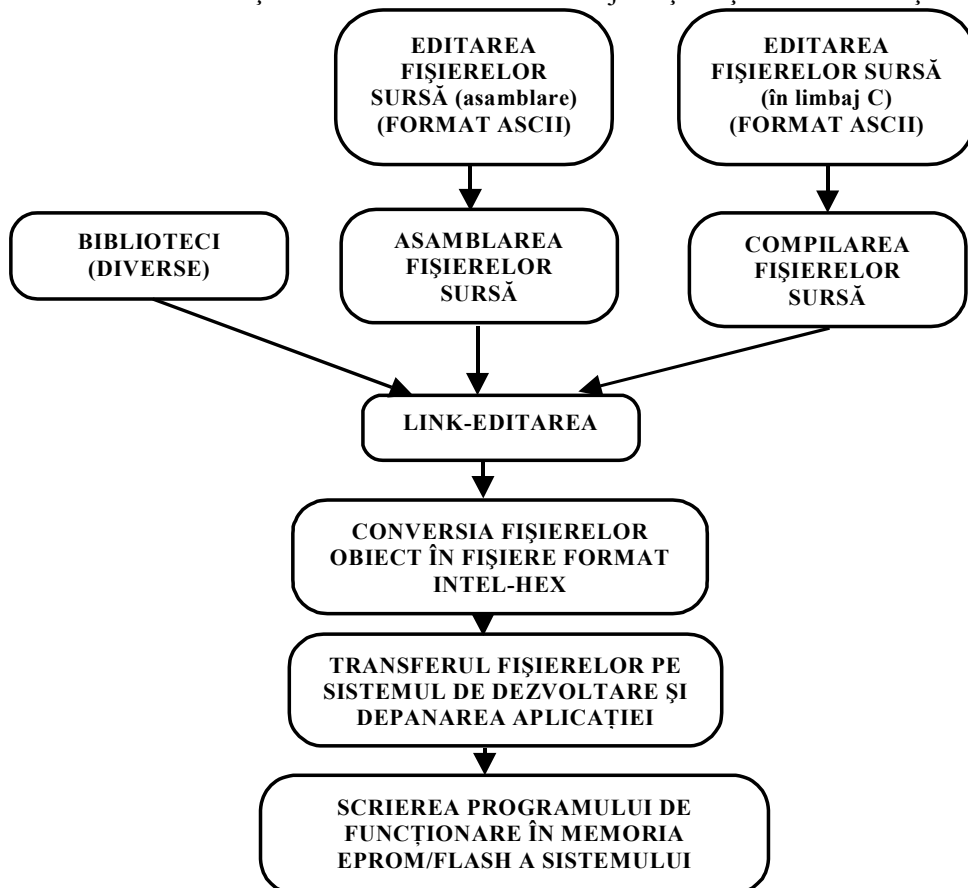 EDITAREA
FIŞIERELOR
SURSĂ (asamblare)
(FORMAT ASCII)
EDITAREA
FIŞIERELOR SURSĂ
(în limbaj C)
(FORMAT ASCII)
BIBLIOTECI
(DIVERSE)
ASAMBLAREA
FIŞIERELOR
SURSĂ
COMPILAREA
FIŞIERELOR
SURSĂ
LINK-EDITAREA
CONVERSIA FIŞIERELOR
OBIECT ÎN FIŞIERE FORMAT
INTEL-HEX
TRANSFERUL FIŞIERELOR PE
SISTEMUL DE DEZVOLTARE ŞI
DEPANAREA APLICAȚIEI
SCRIEREA PROGRAMULUI DE
FUNCȚIONARE ÎN MEMORIA
EPROM/FLASH A SISTEMULUI